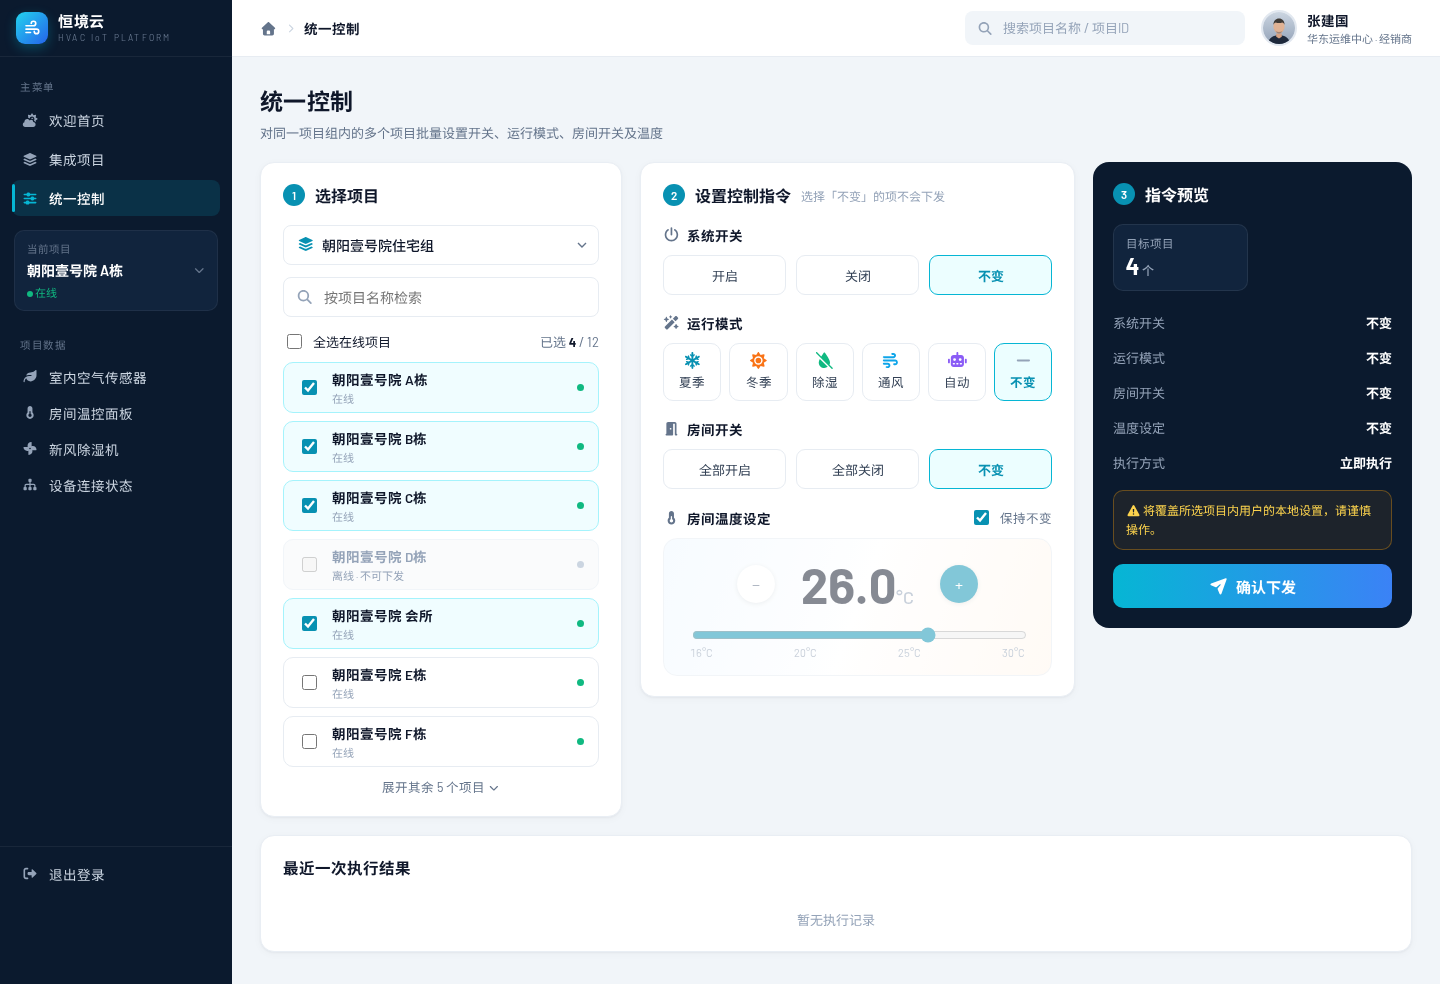 恒境云
HVAC IoT PLATFORM
主菜单
欢迎首页
集成项目
统一控制
当前项目
朝阳壹号院 A栋
在线
项目数据
室内空气传感器
房间温控面板
新风除湿机
设备连接状态
退出登录
统一控制
搜索项目名称 / 项目ID
张建国
华东运维中心 · 经销商
统一控制
对同一项目组内的多个项目批量设置开关、运行模式、房间开关及温度
1 选择项目
朝阳壹号院住宅组
按项目名称检索
全选在线项目 已选 4 / 12
朝阳壹号院 A栋
在线
朝阳壹号院 B栋
在线
朝阳壹号院 C栋
在线
朝阳壹号院 D栋
离线 · 不可下发
朝阳壹号院 会所
在线
朝阳壹号院 E栋
在线
朝阳壹号院 F栋
在线
展开其余 5 个项目
2 设置控制指令 选择「不变」的项不会下发
系统开关
开启 关闭 不变
运行模式
夏季 冬季 除湿 通风 自动 不变
房间开关
全部开启 全部关闭 不变
房间温度设定 保持不变
− 26.0°C +
16°C 20°C 25°C 30°C
3 指令预览
目标项目
4 个
系统开关 不变
运行模式 不变
房间开关 不变
温度设定 不变
执行方式 立即执行
将覆盖所选项目内用户的本地设置，请谨慎
操作。
确认下发
最近一次执行结果
暂无执行记录